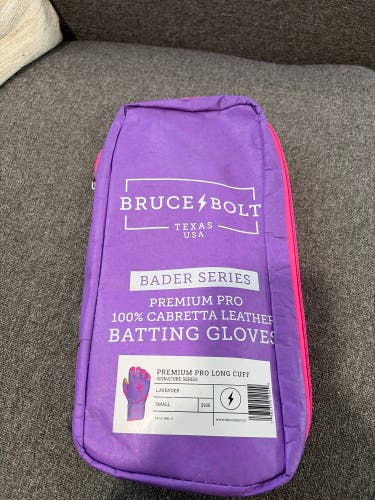 BRUCE BOLT
TEXAS
USA
BADER SERIES
PREMIUM PRO
100% CABRETTA LEATHER
BATTING GLOVES
PREMIUM PRO LONG CUFF
SIGNATURE SERIES
LAVENDER
SMALL $100